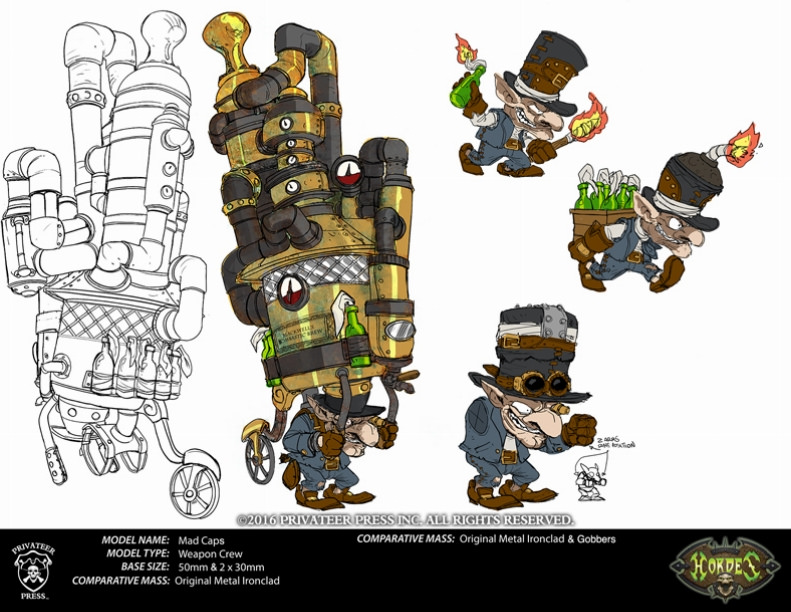 ©2016 PRIVATEER PRESS INC. ALL RIGHTS RESERVED.
PRIVATEER
PRESS™
MODEL NAME: Mad Caps
MODEL TYPE: Weapon Crew
BASE SIZE: 50mm & 2 x 30mm
COMPARATIVE MASS: Original Metal Ironclad
COMPARATIVE MASS: Original Metal Ironclad & Gobbers
HORDES